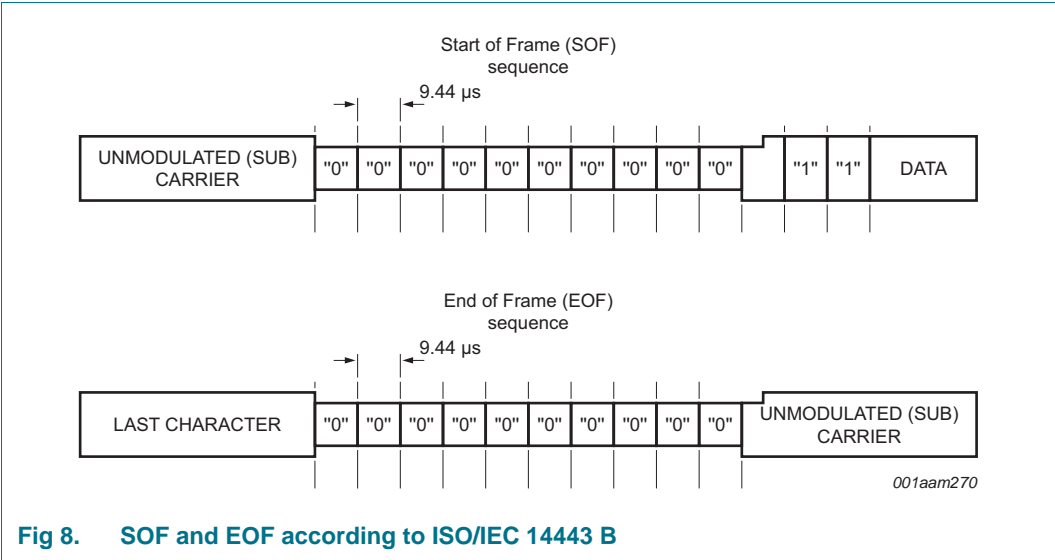 Start of Frame (SOF)
sequence
9.44 µs
UNMODULATED (SUB)
CARRIER
"0" "0" "0" "0" "0" "0" "0" "0" "0" "0" "1" "1" DATA
End of Frame (EOF)
sequence
9.44 µs
LAST CHARACTER "0" "0" "0" "0" "0" "0" "0" "0" "0" "0" UNMODULATED (SUB)
CARRIER
001aam270
Fig 8. SOF and EOF according to ISO/IEC 14443 B